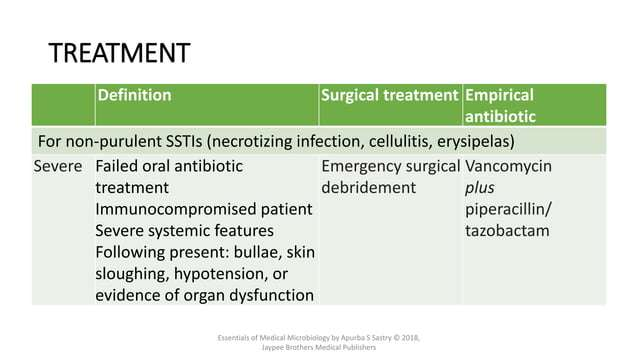 TREATMENT
Definition
Surgical treatment
Empirical
antibiotic
For non-purulent SSTIs (necrotizing infection, cellulitis, erysipelas)
Severe
Failed oral antibiotic
treatment
Immunocompromised patient
Severe systemic features
Following present: bullae, skin
sloughing, hypotension, or
evidence of organ dysfunction
Emergency surgical
debridement
Vancomycin
plus
piperacillin/
tazobactam
Essentials of Medical Microbiology by Apurba S Sastry © 2018,
Jaypee Brothers Medical Publishers